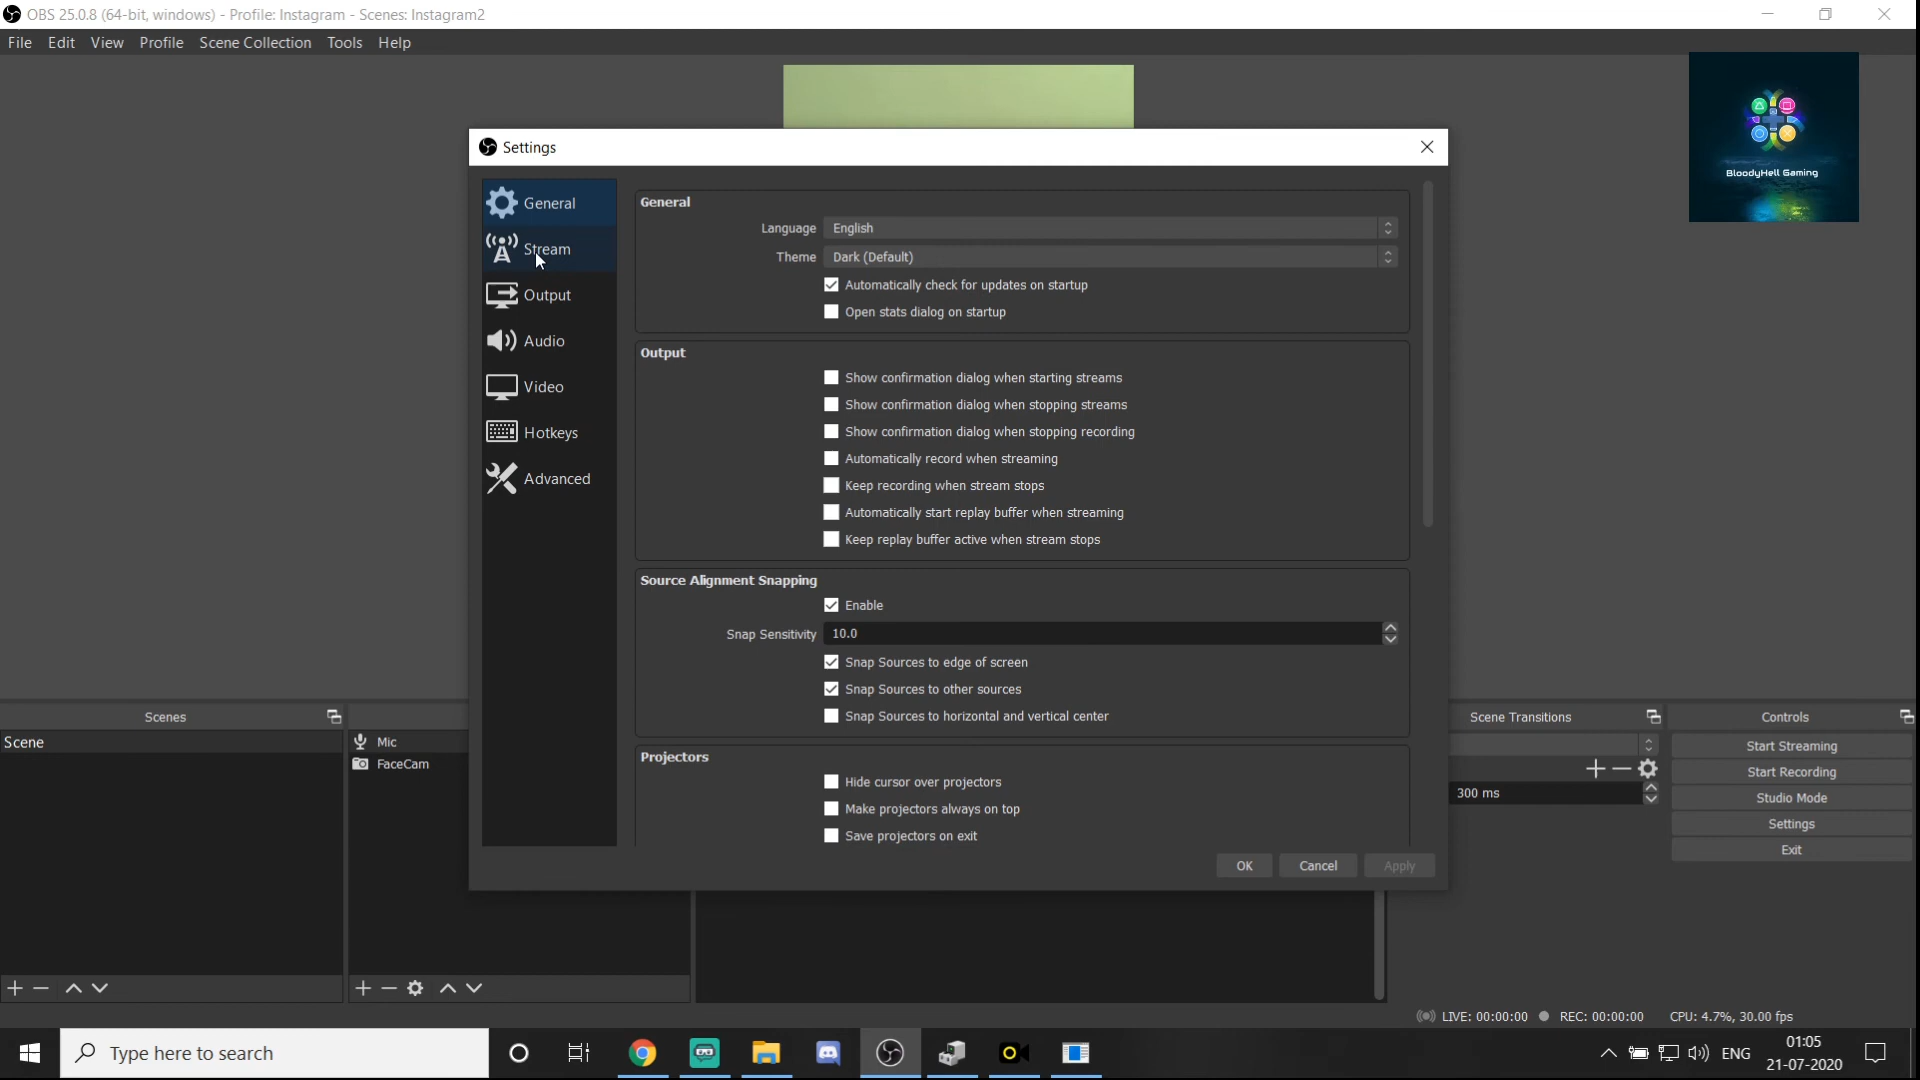 OBS 25.0.8 (64-bit, windows) - Profile: Instagram - Scenes: Instagram2
File Edit View Profile Scene Collection Tools Help
BloodyHell Gaming
Settings
General
Stream
Output
Audio
Video
Hotkeys
Advanced
General
Language English
Theme Dark (Default)
Automatically check for updates on startup
Open stats dialog on startup
Output
Show confirmation dialog when starting streams
Show confirmation dialog when stopping streams
Show confirmation dialog when stopping recording
Automatically record when streaming
Keep recording when stream stops
Automatically start replay buffer when streaming
Keep replay buffer active when stream stops
Source Alignment Snapping
Enable
Snap Sensitivity 10.0
Snap Sources to edge of screen
Snap Sources to other sources
Snap Sources to horizontal and vertical center
Projectors
Hide cursor over projectors
Make projectors always on top
Save projectors on exit
OK Cancel Apply
Scenes
Scene
Mic
FaceCam
Scene Transitions
300 ms
Controls
Start Streaming
Start Recording
Studio Mode
Settings
Exit
LIVE: 00:00:00 REC: 00:00:00 CPU: 4.7%, 30.00 fps
Type here to search
ENG
01:05
21-07-2020